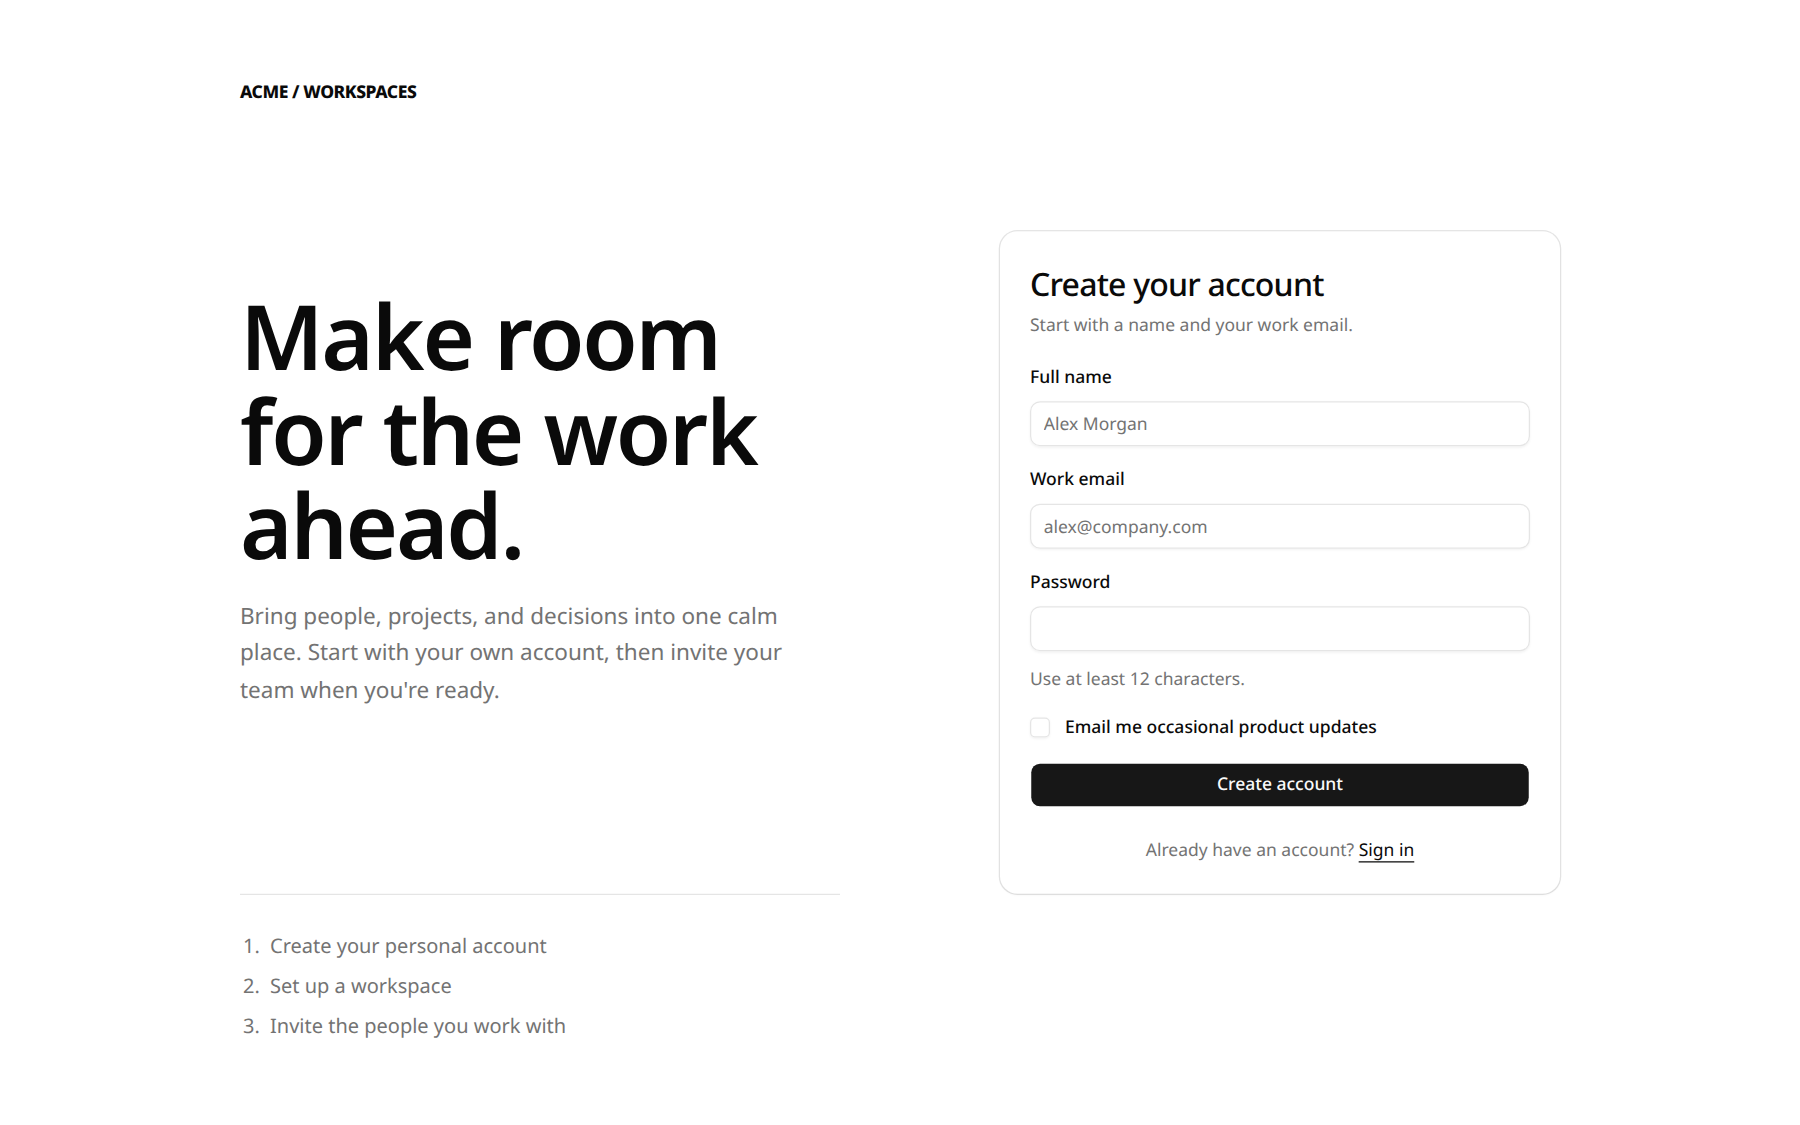 ACME / WORKSPACES
Make room
for the work
ahead.
Bring people, projects, and decisions into one calm
place. Start with your own account, then invite your
team when you're ready.
1. Create your personal account
2. Set up a workspace
3. Invite the people you work with
Create your account
Start with a name and your work email.
Full name
Alex Morgan
Work email
alex@company.com
Password
Use at least 12 characters.
Email me occasional product updates
Create account
Already have an account? Sign in